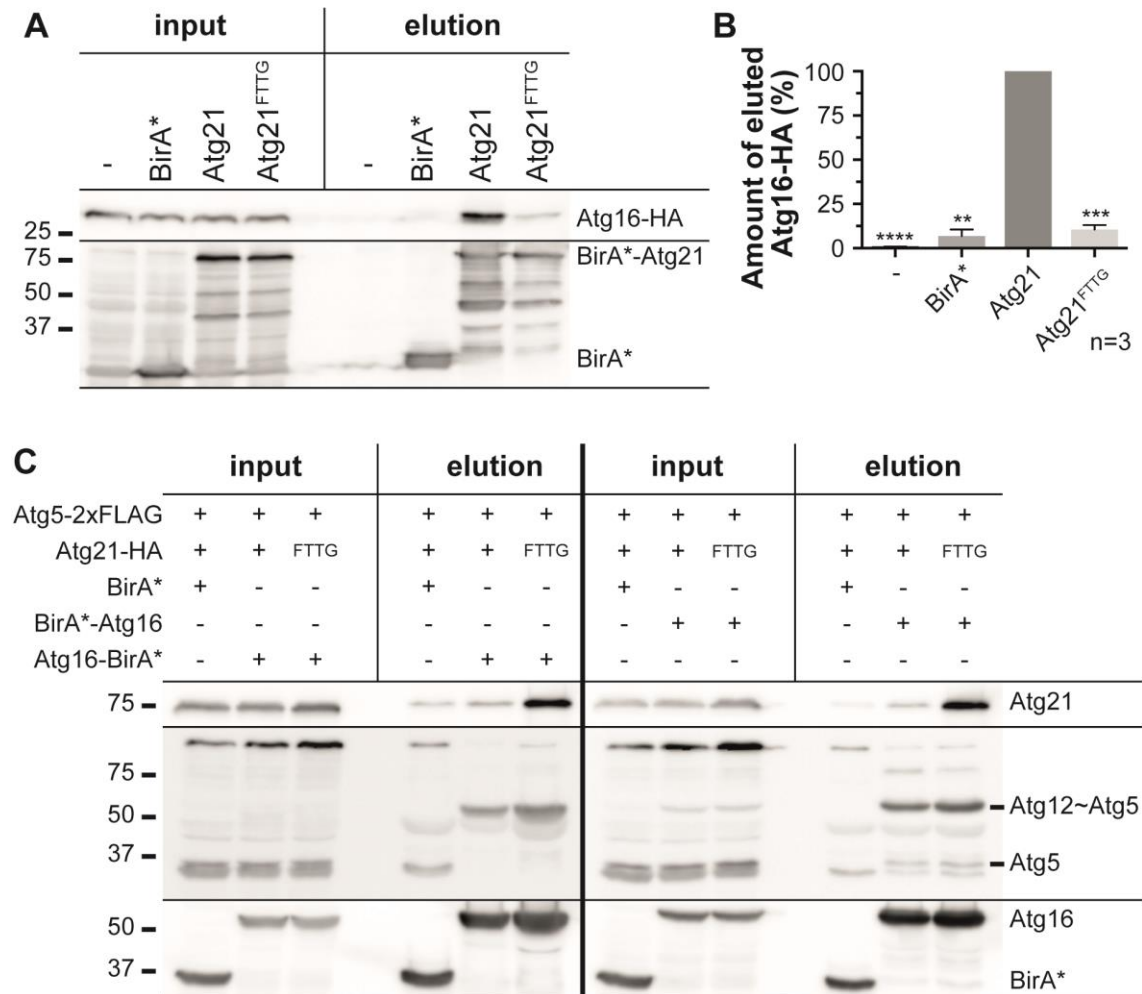 A
input elution
- BirA* Atg21 Atg21FTTG - BirA* Atg21 Atg21FTTG
Atg16-HA
25
75 BirA*-Atg21
50
37
BirA*
B
Amount of eluted
Atg16-HA (%)
100
75
50
25
0
**** ** ***
- BirA* Atg21 Atg21FTTG
n=3
C
input elution input elution
Atg5-2xFLAG + + + + + + + + + + + +
Atg21-HA + + FTTG + + FTTG + + FTTG + + FTTG
BirA* + - - + - - + - - + - -
BirA*-Atg16 - - - - - - - + + - + +
Atg16-BirA* - + + - + + - - - - - -
75 Atg21
75
50 Atg12~Atg5
37 Atg5
50 Atg16
37 BirA*